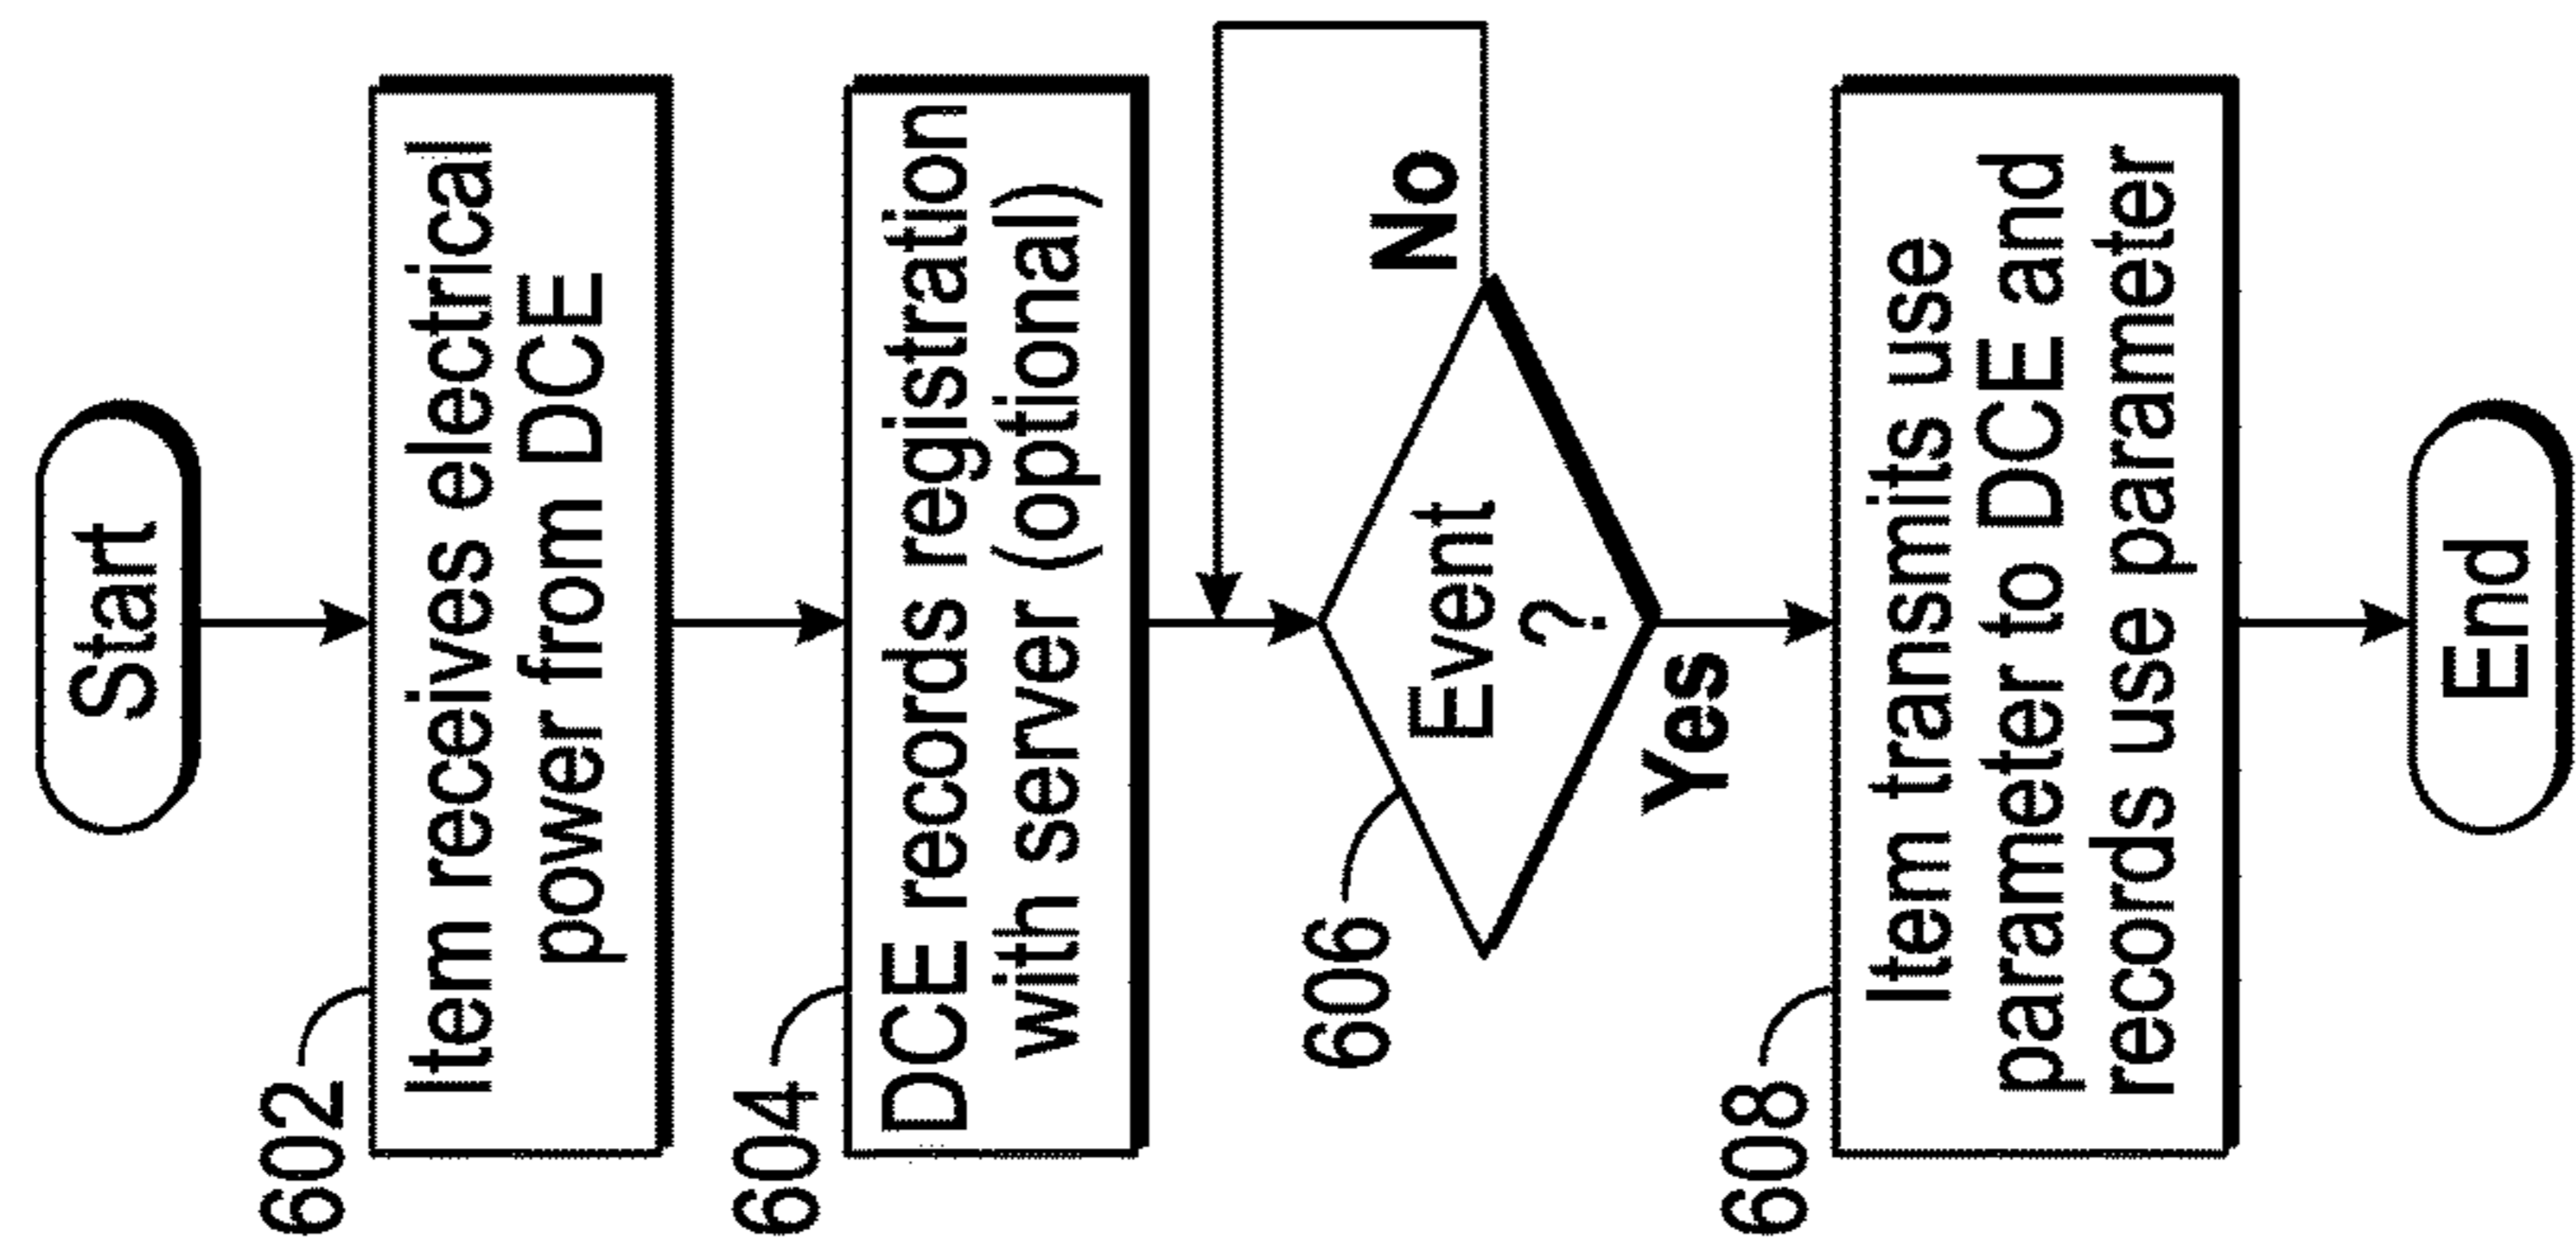 Start
602
Item receives electrical
power from DCE
604
DCE records registration
with server (optional)
606
Event
?
No
Yes
608
Item transmits use
parameter to DCE and
records use parameter
End